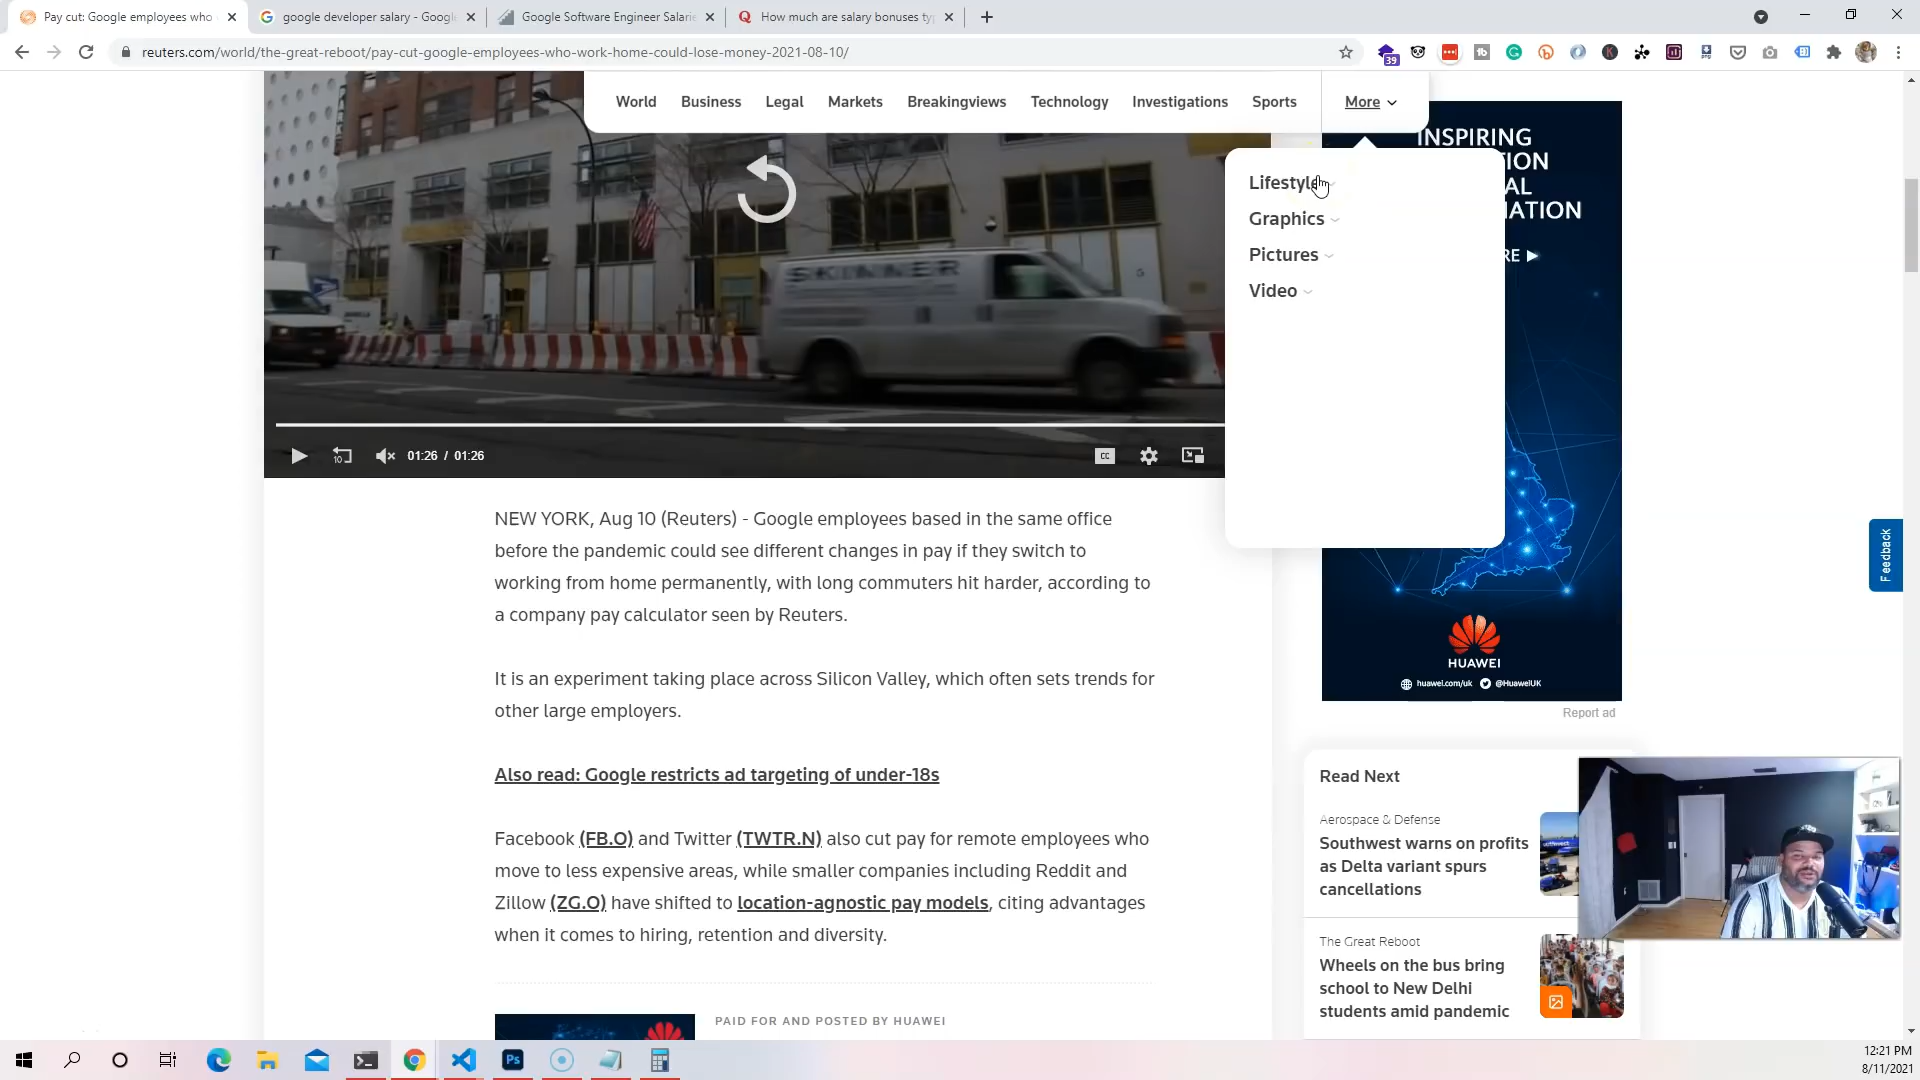 Pay cut: Google employees who
google developer salary - Googl
Google Software Engineer Salarie
How much are salary bonuses ty
reuters.com/world/the-great-reboot/pay-cut-google-employees-who-work-home-could-lose-money-2021-08-10/
39
World Business Legal Markets Breakingviews Technology Investigations Sports More
Lifestyle
Graphics
Pictures
Video
SKINNER
10
01:26 / 01:26
CC
INSPIRING
AL
RE ▶
HUAWEI
huawei.com/uk @HuaweiUK
Report ad
Feedback
NEW YORK, Aug 10 (Reuters) - Google employees based in the same office
before the pandemic could see different changes in pay if they switch to
working from home permanently, with long commuters hit harder, according to
a company pay calculator seen by Reuters.
It is an experiment taking place across Silicon Valley, which often sets trends for
other large employers.
Also read: Google restricts ad targeting of under-18s
Facebook (FB.O) and Twitter (TWTR.N) also cut pay for remote employees who
move to less expensive areas, while smaller companies including Reddit and
Zillow (ZG.O) have shifted to location-agnostic pay models, citing advantages
when it comes to hiring, retention and diversity.
PAID FOR AND POSTED BY HUAWEI
Read Next
Aerospace & Defense
Southwest warns on profits
as Delta variant spurs
cancellations
The Great Reboot
Wheels on the bus bring
school to New Delhi
students amid pandemic
Ps
12:21 PM
8/11/2021